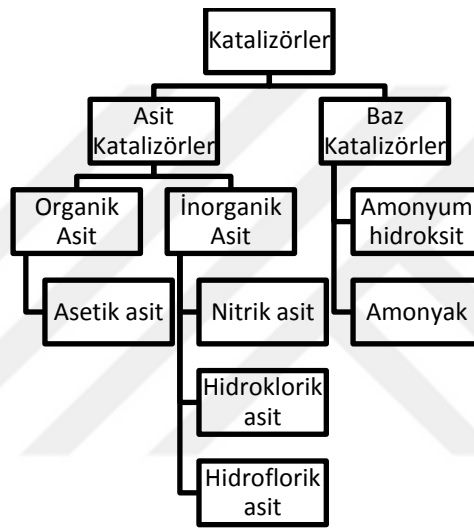 Katalizörler
Asit
Katalizörler
Baz
Katalizörler
Organik
Asit
İnorganik
Asit
Amonyum
hidroksit
Asetik asit
Nitrik asit
Amonyak
Hidroklorik
asit
Hidroflorik
asit